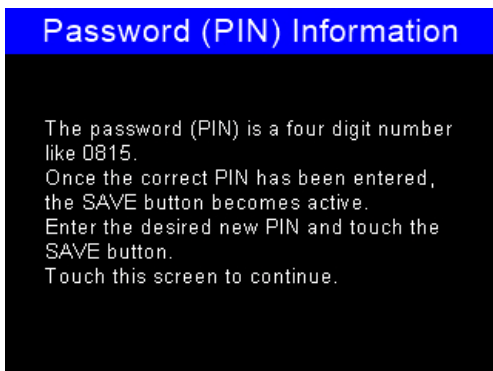 Password (PIN) Information
The password (PIN) is a four digit number
like 0815.
Once the correct PIN has been entered,
the SAVE button becomes active.
Enter the desired new PIN and touch the
SAVE button.
Touch this screen to continue.